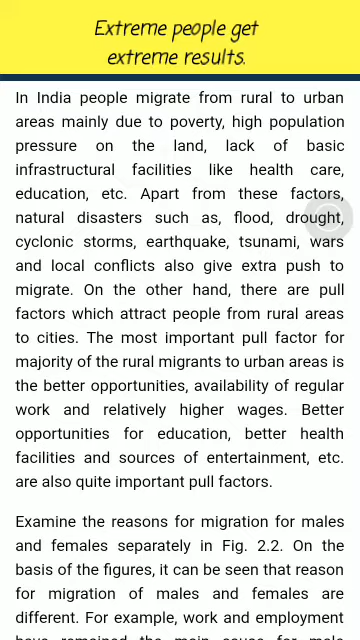 Extreme people get
extreme results.
In India people migrate from rural to urban
areas mainly due to poverty, high population
pressure on the land, lack of basic
infrastructural facilities like health care,
education, etc. Apart from these factors,
natural disasters such as, flood, drought,
cyclonic storms, earthquake, tsunami, wars
and local conflicts also give extra push to
migrate. On the other hand, there are pull
factors which attract people from rural areas
to cities. The most important pull factor for
majority of the rural migrants to urban areas is
the better opportunities, availability of regular
work and relatively higher wages. Better
opportunities for education, better health
facilities and sources of entertainment, etc.
are also quite important pull factors.
Examine the reasons for migration for males
and females separately in Fig. 2.2. On the
basis of the figures, it can be seen that reason
for migration of males and females are
different. For example, work and employment
have remained the main cause for male